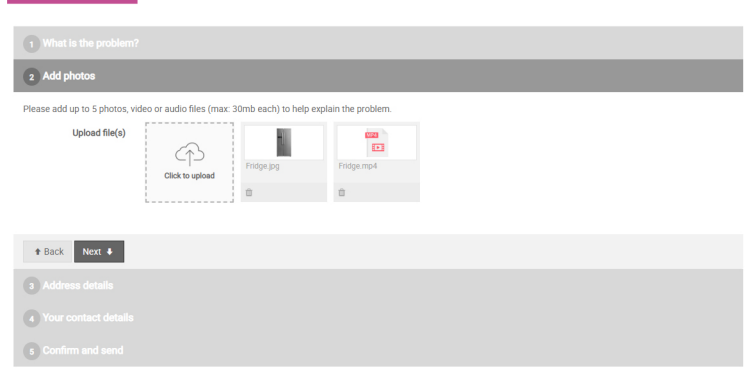 1 What is the problem?
2 Add photos
Please add up to 5 photos, video or audio files (max: 30mb each) to help explain the problem.
Upload file(s)
Click to upload
Fridge.jpg
MP4
Fridge.mp4
Back Next
3 Address details
4 Your contact details
5 Confirm and send